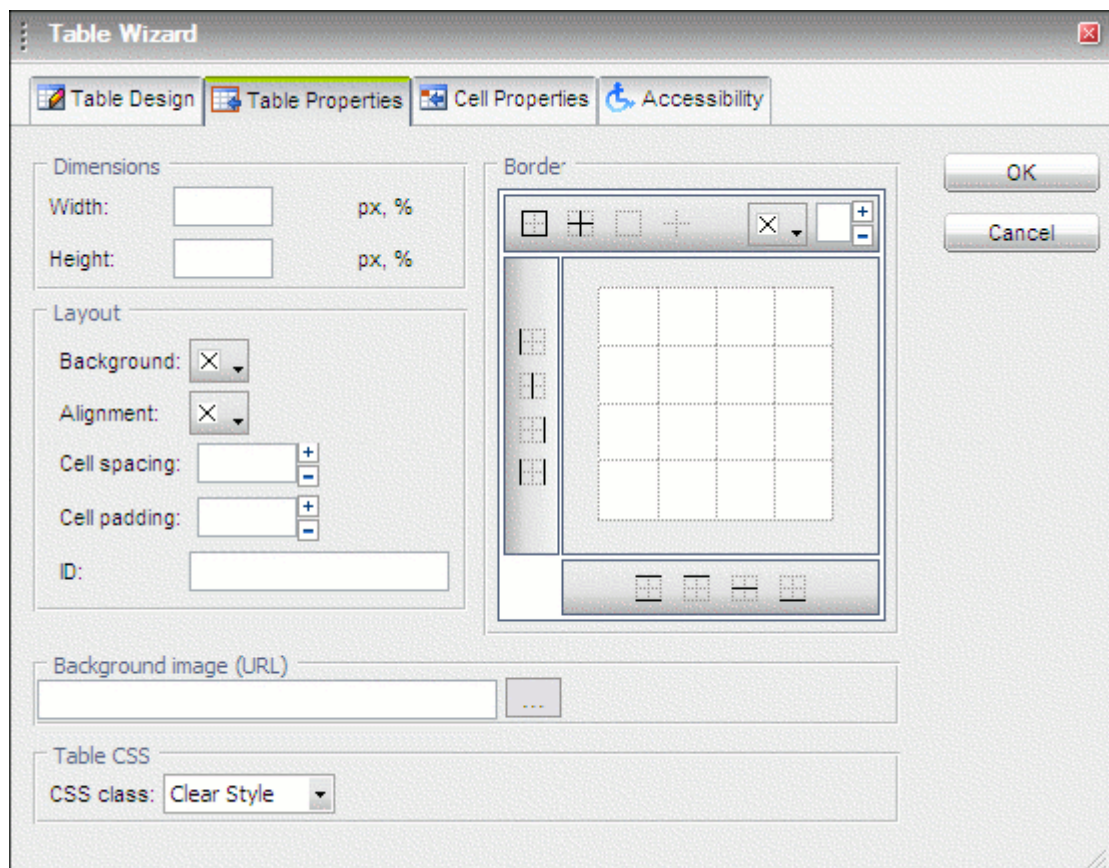 Table Wizard
Table Design Table Properties Cell Properties Accessibility
Dimensions
Width: px, %
Height: px, %
Layout
Background:
Alignment:
Cell spacing:
Cell padding:
ID:
Border
OK
Cancel
Background image (URL)
...
Table CSS
CSS class: Clear Style